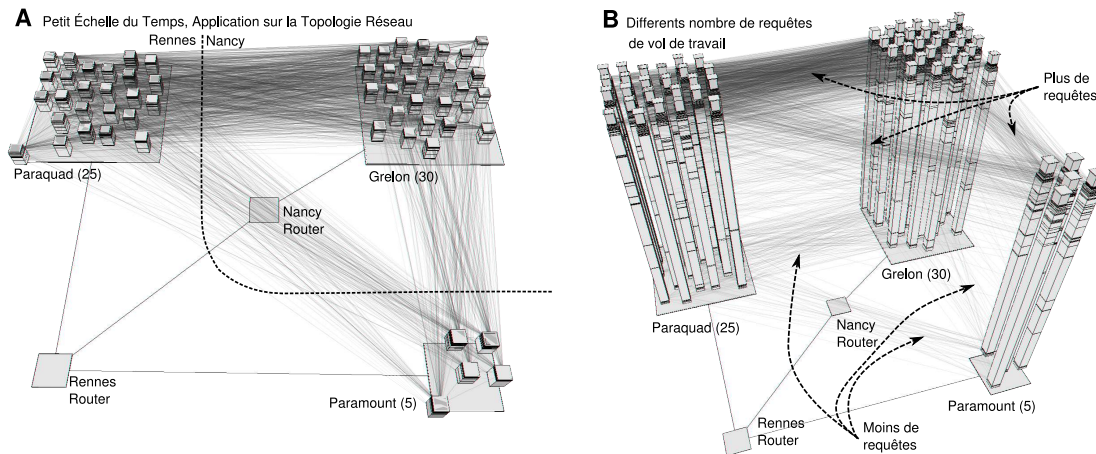 A Petit Échelle du Temps, Application sur la Topologie Réseau
Rennes Nancy
Paraquad (25)
Grelon (30)
Nancy
Router
Rennes
Router
Paramount (5)
B Differents nombre de requêtes
de vol de travail
Plus de
requêtes
Grelon (30)
Paraquad (25)
Nancy
Router
Paramount (5)
Rennes
Router
Moins de
requêtes